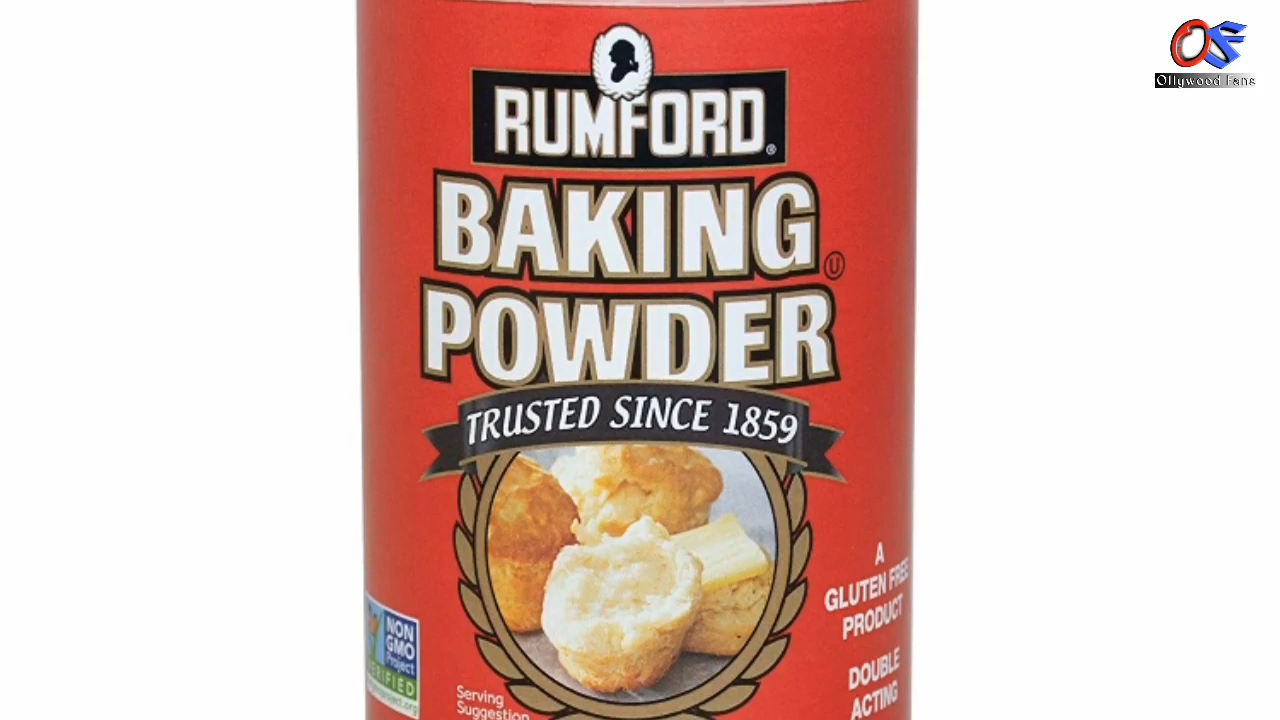 RUMFORD®
BAKING
POWDER
U
TRUSTED SINCE 1859
A
GLUTEN FREE
PRODUCT
DOUBLE
ACTING
NON
GMO
Project
VERIFIED
Serving
Suggestion
Ollywood Fans